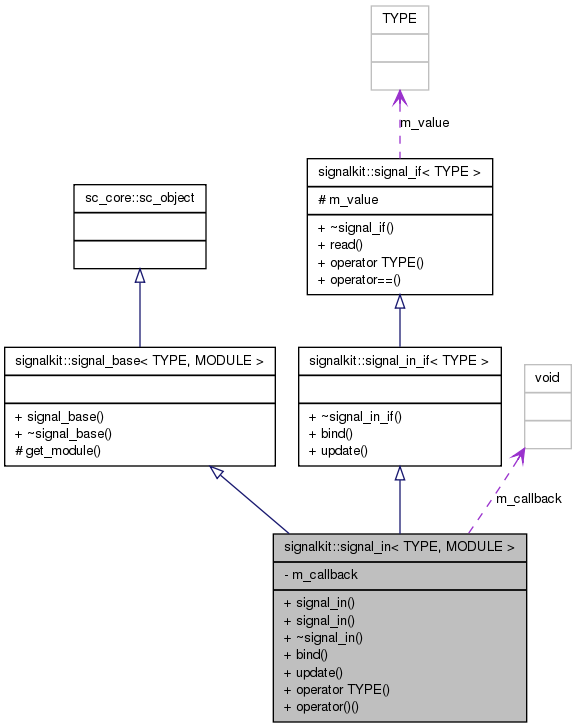 TYPE
m_value
signalkit::signal_if< TYPE >
# m_value
+ ~signal_if()
+ read()
+ operator TYPE()
+ operator==()
sc_core::sc_object
signalkit::signal_base< TYPE, MODULE >
+ signal_base()
+ ~signal_base()
# get_module()
signalkit::signal_in_if< TYPE >
+ ~signal_in_if()
+ bind()
+ update()
void
m_callback
signalkit::signal_in< TYPE, MODULE >
- m_callback
+ signal_in()
+ signal_in()
+ ~signal_in()
+ bind()
+ update()
+ operator TYPE()
+ operator()()